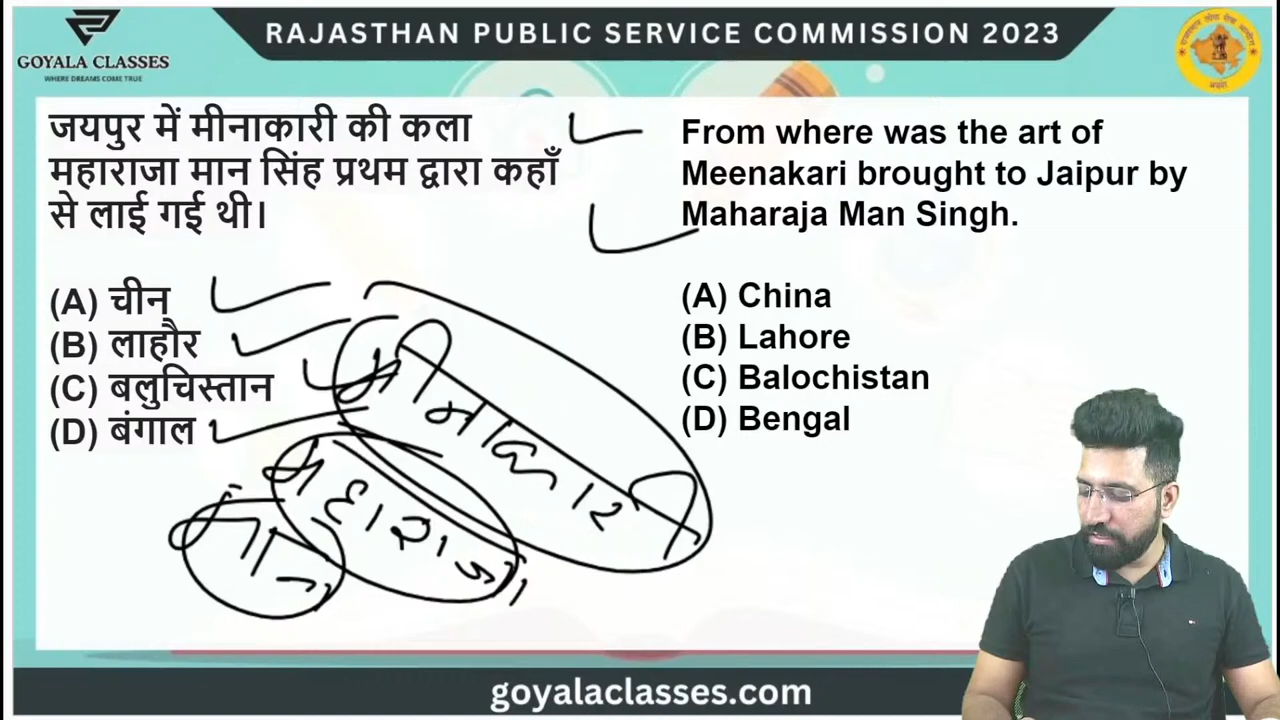 GOYALA CLASSES
WHERE DREAMS COME TRUE
RAJASTHAN PUBLIC SERVICE COMMISSION 2023
जयपुर में मीनाकारी की कला
महाराजा मान सिंह प्रथम द्वारा कहाँ
से लाई गई थी।
(A) चीन
(B) लाहौर
(C) बलुचिस्तान
(D) बंगाल
मीनाकारी
महाराजा
मान
From where was the art of
Meenakari brought to Jaipur by
Maharaja Man Singh.
(A) China
(B) Lahore
(C) Balochistan
(D) Bengal
goyalaclasses.com